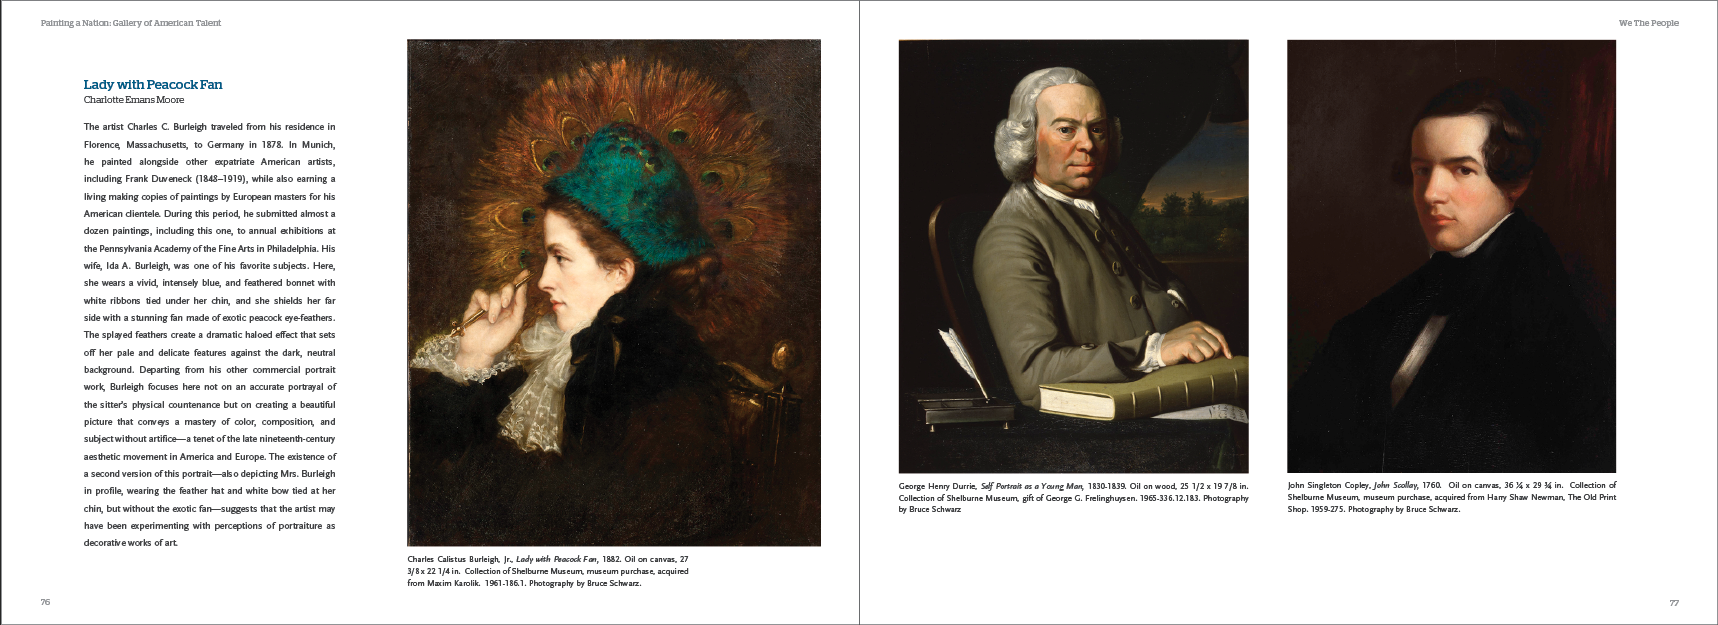 Painting a Nation: Gallery of American Talent
Lady with Peacock Fan
Charlotte Emans Moore
The artist Charles C. Burleigh traveled from his residence in
Florence, Massachusetts, to Germany in 1878. In Munich,
he painted alongside other expatriate American artists,
including Frank Duveneck (1848–1919), while also earning a
living making copies of paintings by European masters for his
American clientele. During this period, he submitted almost a
dozen paintings, including this one, to annual exhibitions at
the Pennsylvania Academy of the Fine Arts in Philadelphia. His
wife, Ida A. Burleigh, was one of his favorite subjects. Here,
she wears a vivid, intensely blue, and feathered bonnet with
white ribbons tied under her chin, and she shields her far
side with a stunning fan made of exotic peacock eye-feathers.
The splayed feathers create a dramatic haloed effect that sets
off her pale and delicate features against the dark, neutral
background. Departing from his other commercial portrait
work, Burleigh focuses here not on an accurate portrayal of
the sitter's physical countenance but on creating a beautiful
picture that conveys a mastery of color, composition, and
subject without artifice—a tenet of the late nineteenth-century
aesthetic movement in America and Europe. The existence of
a second version of this portrait—also depicting Mrs. Burleigh
in profile, wearing the feather hat and white bow tied at her
chin, but without the exotic fan—suggests that the artist may
have been experimenting with perceptions of portraiture as
decorative works of art.
Charles Calistus Burleigh, Jr., Lady with Peacock Fan, 1882. Oil on canvas, 27
3/8 x 22 1/4 in. Collection of Shelburne Museum, museum purchase, acquired
from Maxim Karolik. 1961-186.1. Photography by Bruce Schwarz.
76
We The People
George Henry Durrie, Self Portrait as a Young Man, 1830-1839. Oil on wood, 25 1/2 x 19 7/8 in.
Collection of Shelburne Museum, gift of George G. Frelinghuysen. 1965-336.12.183. Photography
by Bruce Schwarz
John Singleton Copley, John Scollay, 1760. Oil on canvas, 36 ¼ x 29 ¾ in. Collection of
Shelburne Museum, museum purchase, acquired from Harry Shaw Newman, The Old Print
Shop. 1959-275. Photography by Bruce Schwarz.
77